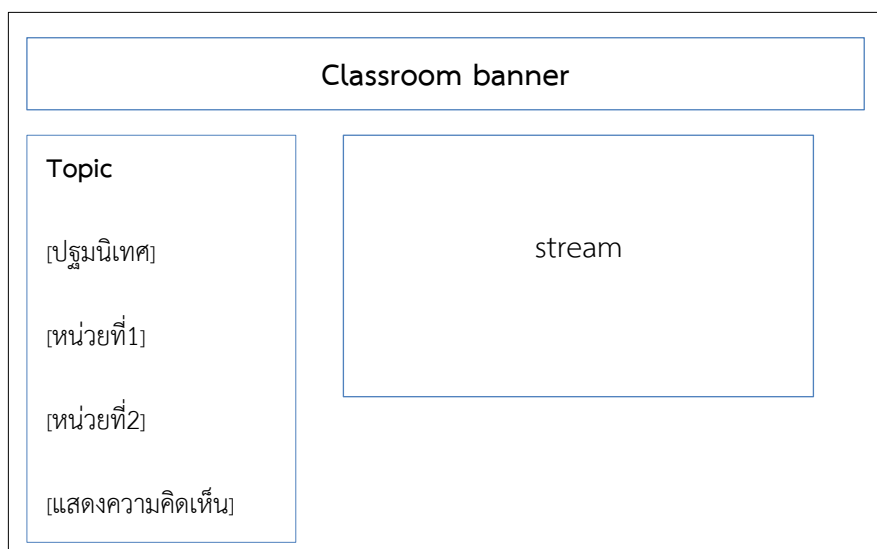 Classroom banner
Topic
[ปฐมนิเทศ]
[หน่วยที่1]
[หน่วยที่2]
[แสดงความคิดเห็น]
stream